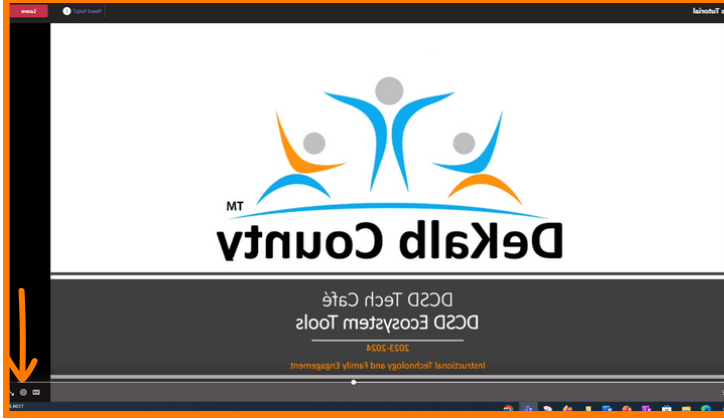 s Tutorial
Need help?
Leave
TM
DeKalb County
DCSD Tech Café
DCSD Ecosystem Tools
2023-2024
Instructional Technology and Family Engagement